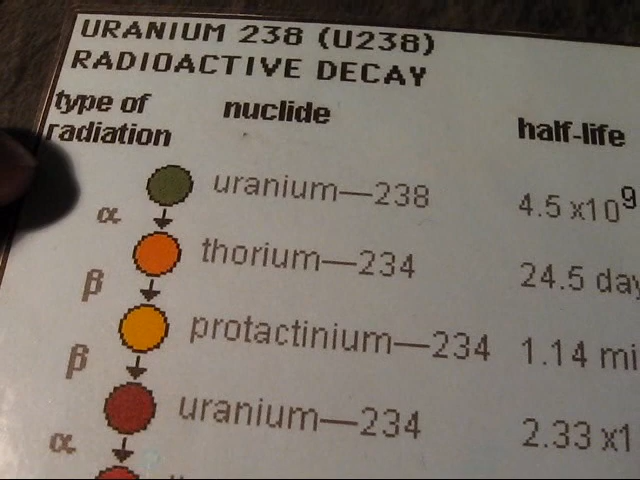 URANIUM 238 (U238)
RADIOACTIVE DECAY
type of radiation nuclide half-life
uranium—238 4.5 x10⁹
α
thorium—234 24.5 day
β
protactinium—234 1.14 mi
β
uranium—234 2.33 x1
α